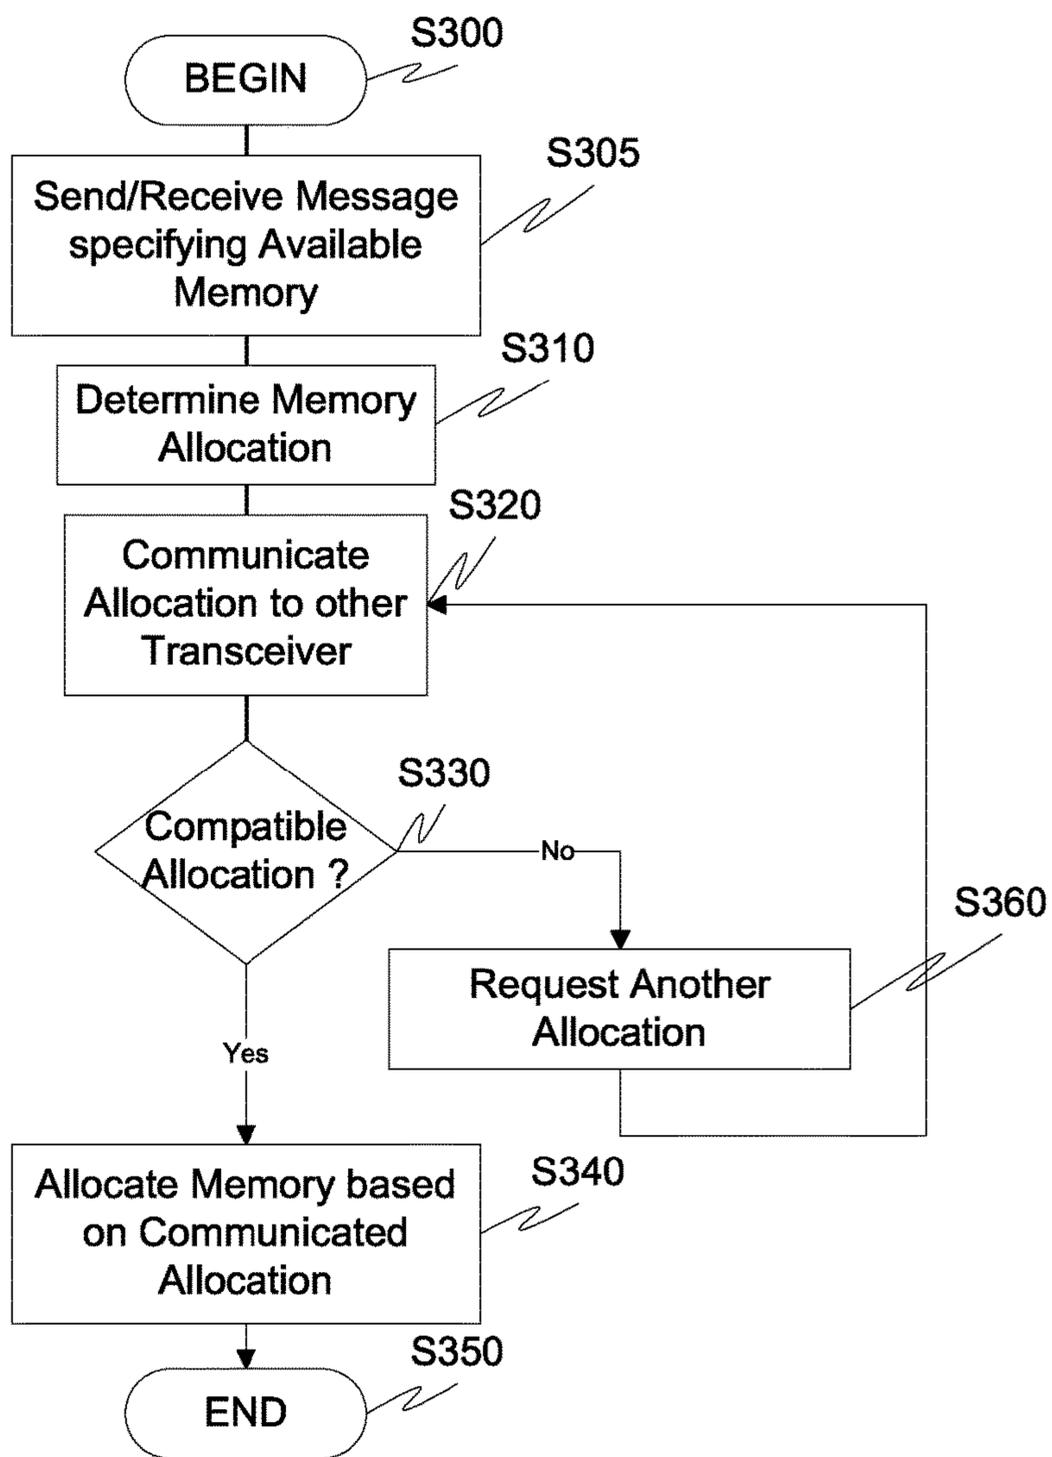 S300
BEGIN
S305
Send/Receive Message
specifying Available
Memory
S310
Determine Memory
Allocation
S320
Communicate
Allocation to other
Transceiver
S330
Compatible
Allocation ?
No
S360
Request Another
Allocation
Yes
S340
Allocate Memory based
on Communicated
Allocation
S350
END